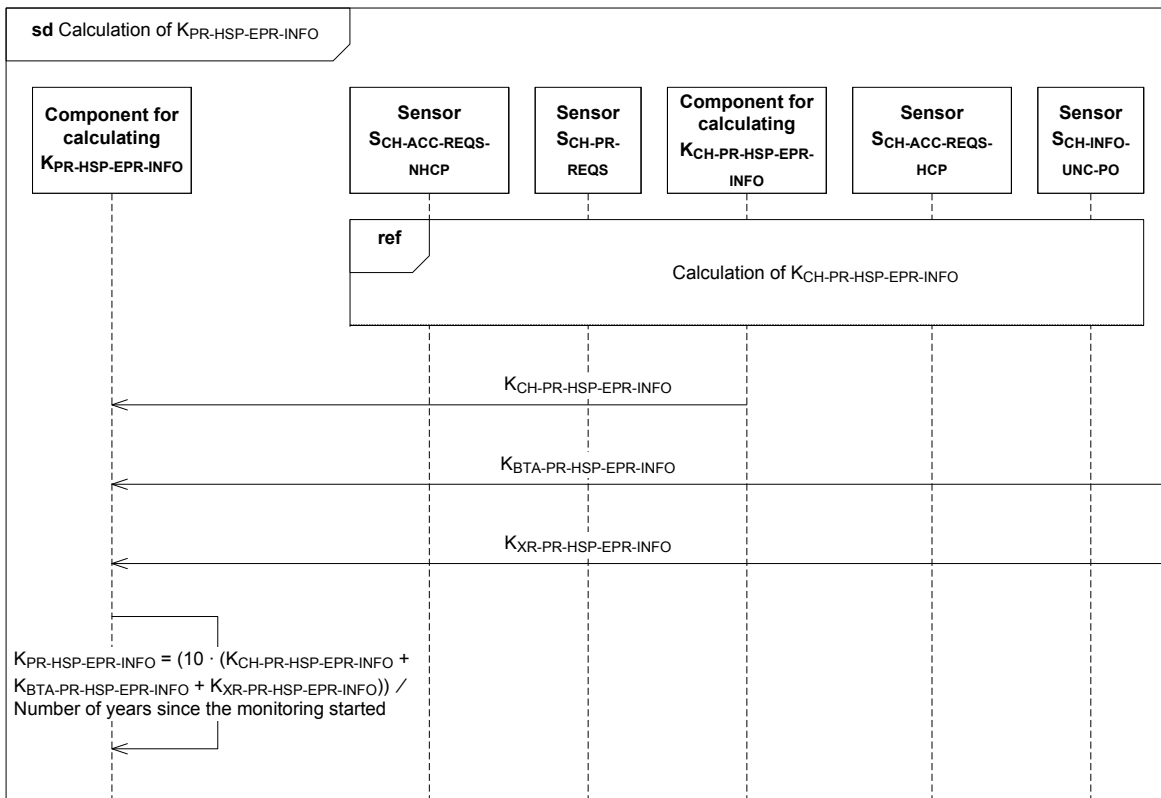 sd Calculation of KPR-HSP-EPR-INFO
Component for
calculating
KPR-HSP-EPR-INFO
Sensor
SCH-ACC-REQS-
NHCP
Sensor
SCH-PR-
REQS
Component for
calculating
KCH-PR-HSP-EPR-
INFO
Sensor
SCH-ACC-REQS-
HCP
Sensor
SCH-INFO-
UNC-PO
ref
Calculation of KCH-PR-HSP-EPR-INFO
KCH-PR-HSP-EPR-INFO
KBTA-PR-HSP-EPR-INFO
KXR-PR-HSP-EPR-INFO
KPR-HSP-EPR-INFO = (10 · (KCH-PR-HSP-EPR-INFO +
KBTA-PR-HSP-EPR-INFO + KXR-PR-HSP-EPR-INFO)) ∕
Number of years since the monitoring started